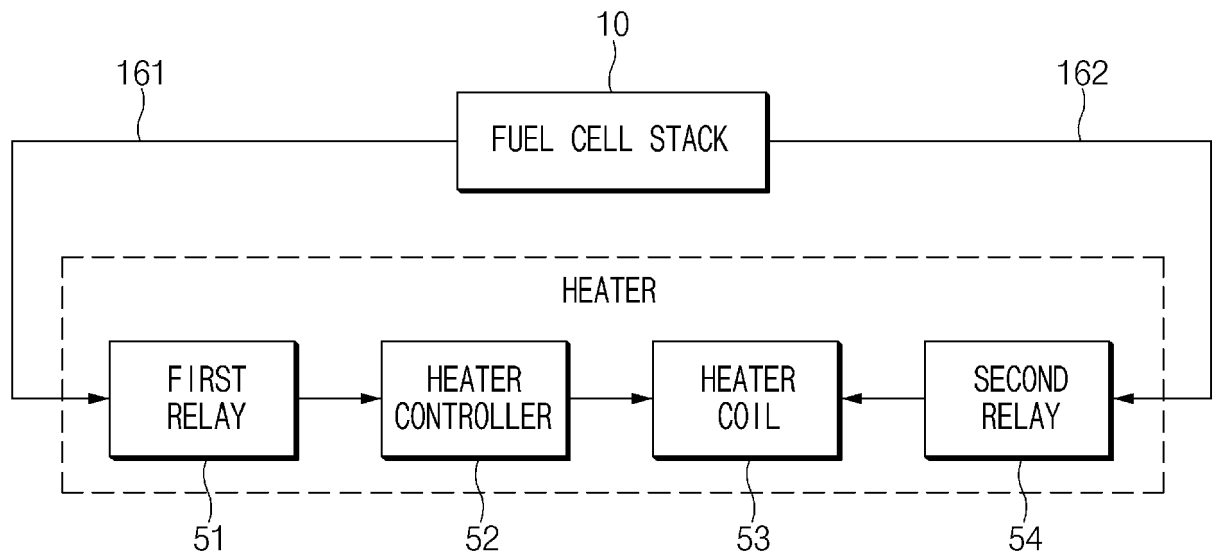 10
161
162
FUEL CELL STACK
HEATER
FIRST
RELAY
HEATER
CONTROLLER
HEATER
COIL
SECOND
RELAY
51
52
53
54